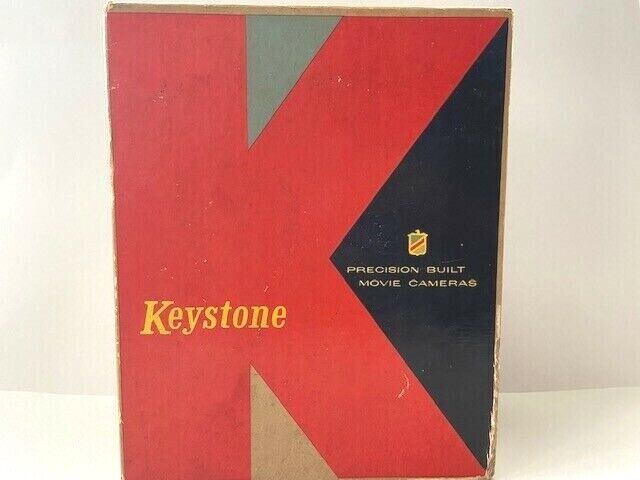 K
PRECISION BUILT
MOVIE CAMERAS
Keystone